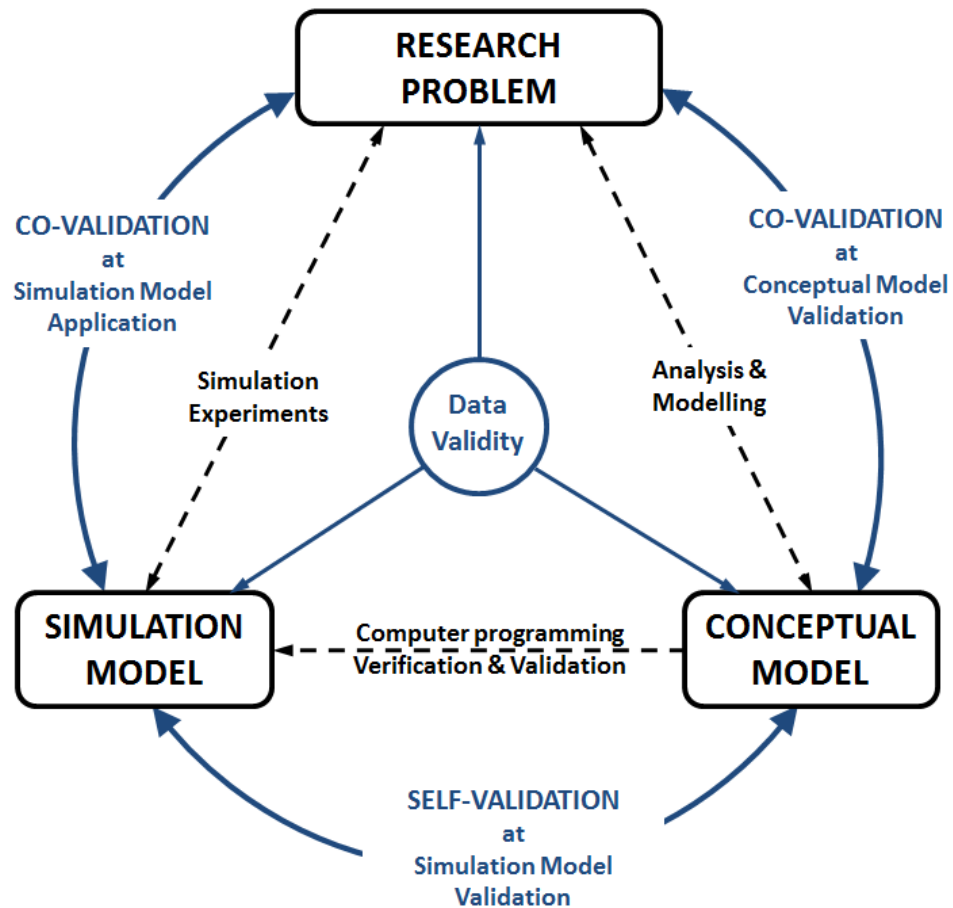 RESEARCH
PROBLEM
CO-VALIDATION
at
Simulation Model
Application
CO-VALIDATION
at
Conceptual Model
Validation
Simulation
Experiments
Data
Validity
Analysis &
Modelling
SIMULATION
MODEL
Computer programming
Verification & Validation
CONCEPTUAL
MODEL
SELF-VALIDATION
at
Simulation Model
Validation